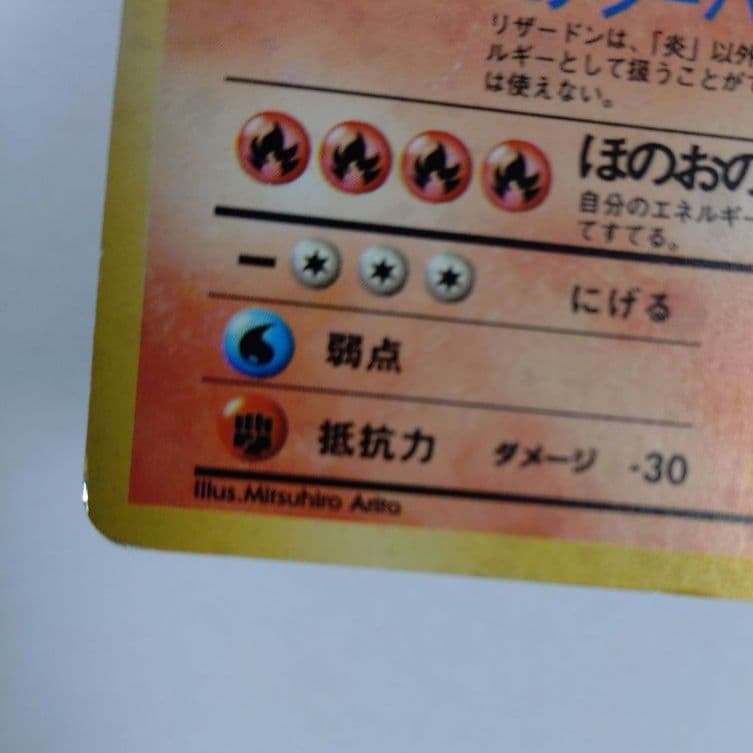 リザードンは、「炎」以外
ルギーとして扱うことがで
は使えない。
ほのおの
自分のエネルギー
てすてる。
にげる
弱点
抵抗力 ダメージ -30
Illus.Mitsuhiro Arita